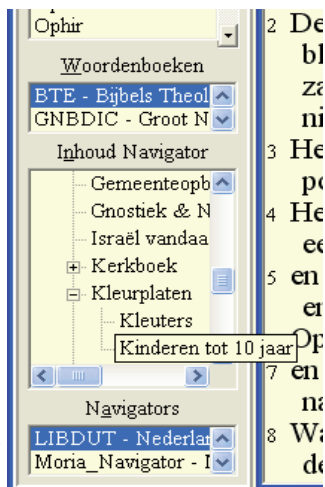 Ophir
Woordenboeken
BTE - Bijbels Theol
GNBDIC - Groot N
Inhoud Navigator
Gemeenteopb
Gnostiek & N
Israël vandaa
Kerkboek
Kleurplaten
Kleuters
Kinderen tot 10 jaar
Navigators
LIBDUT - Nederlan
Moria_Navigator - I
2 De
bl
za
ni
3 He
po
4 He
ee
5 en
en
Op
7 en
na
8 Wa
de